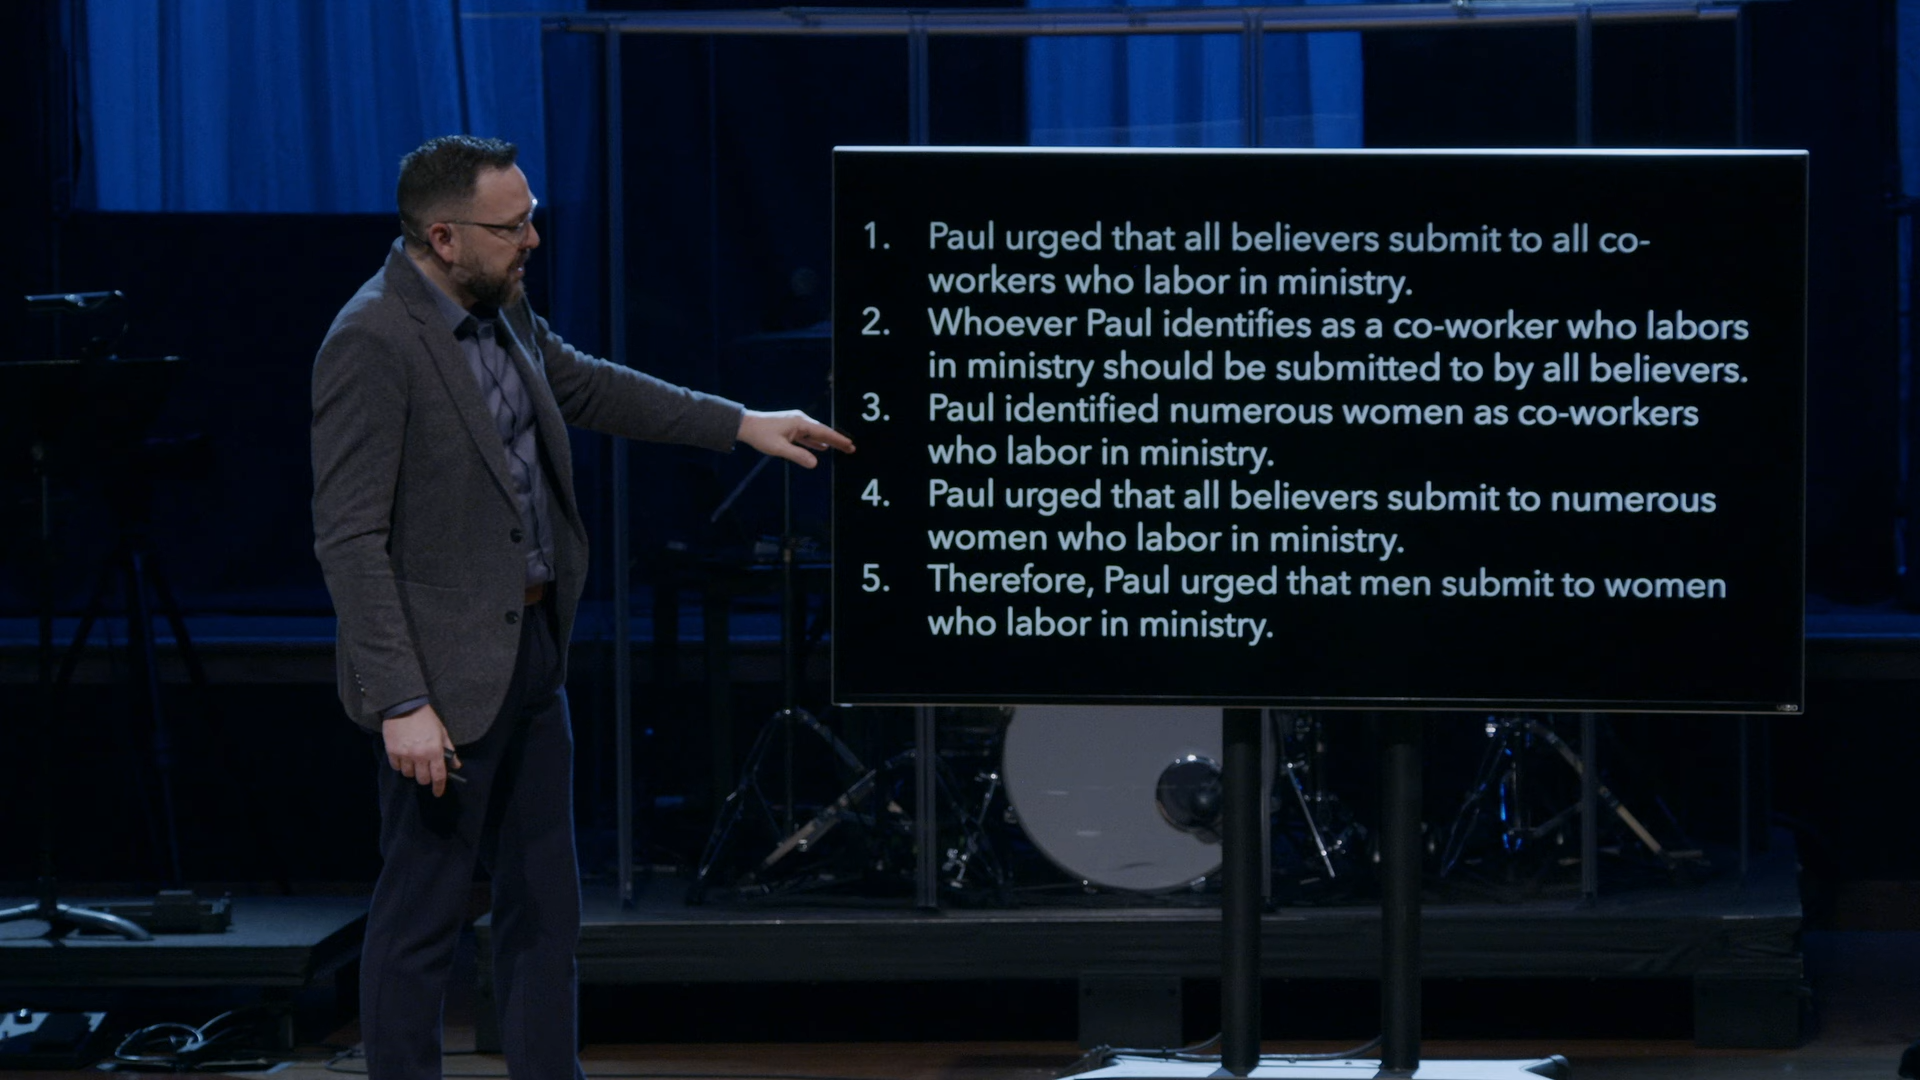 1. Paul urged that all believers submit to all co-
workers who labor in ministry.
2. Whoever Paul identifies as a co-worker who labors
in ministry should be submitted to by all believers.
3. Paul identified numerous women as co-workers
who labor in ministry.
4. Paul urged that all believers submit to numerous
women who labor in ministry.
5. Therefore, Paul urged that men submit to women
who labor in ministry.
VIZIO